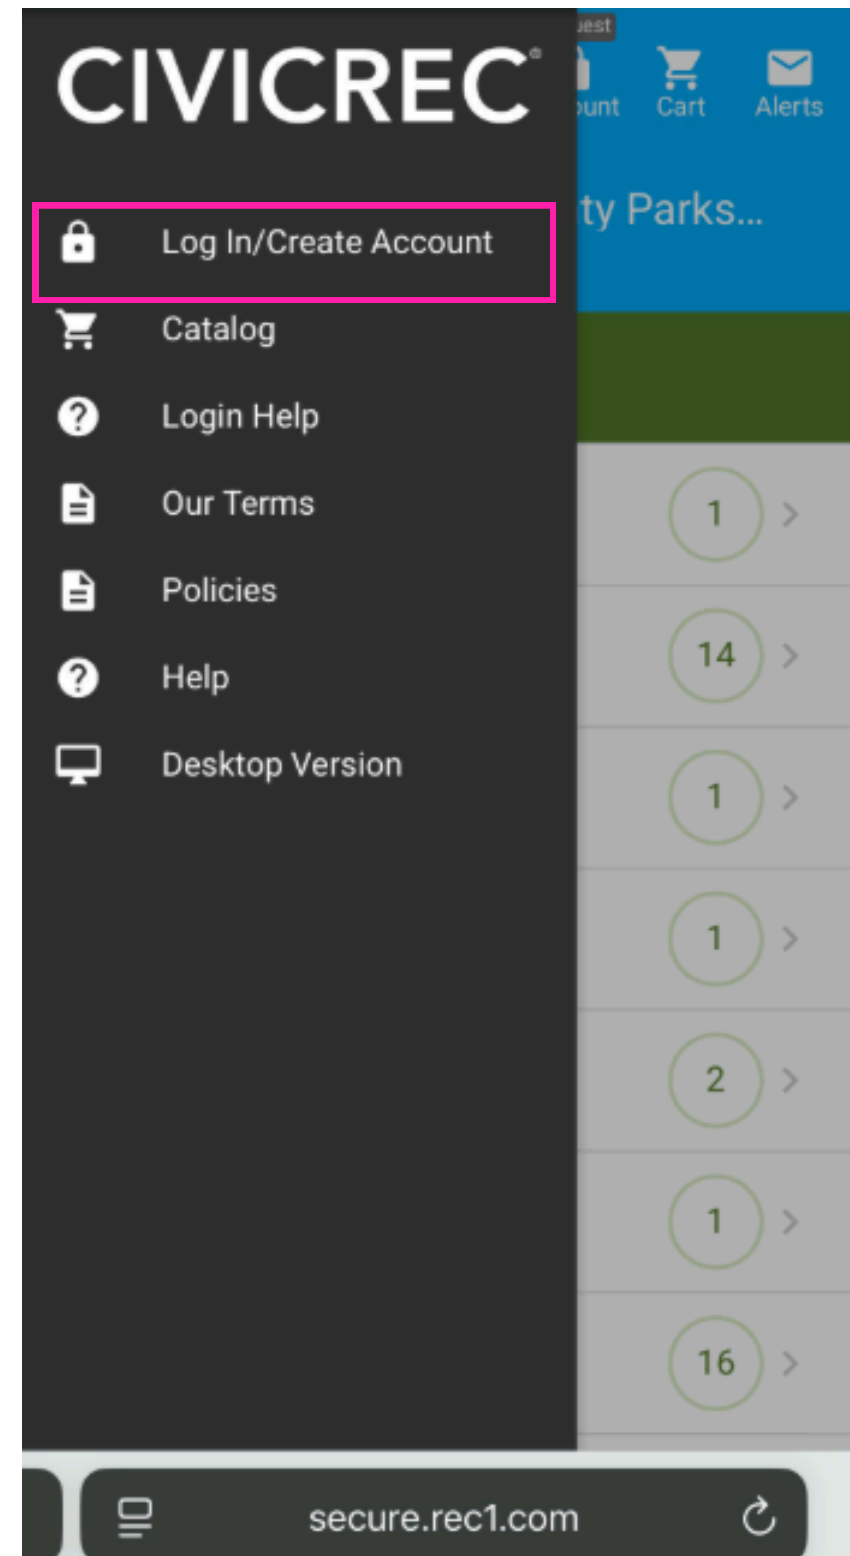 CIVICREC
Log In/Create Account
Catalog
Login Help
Our Terms
Policies
Help
Desktop Version
Cart
Alerts
Parks...
1
14
1
1
2
1
16
secure.rec1.com